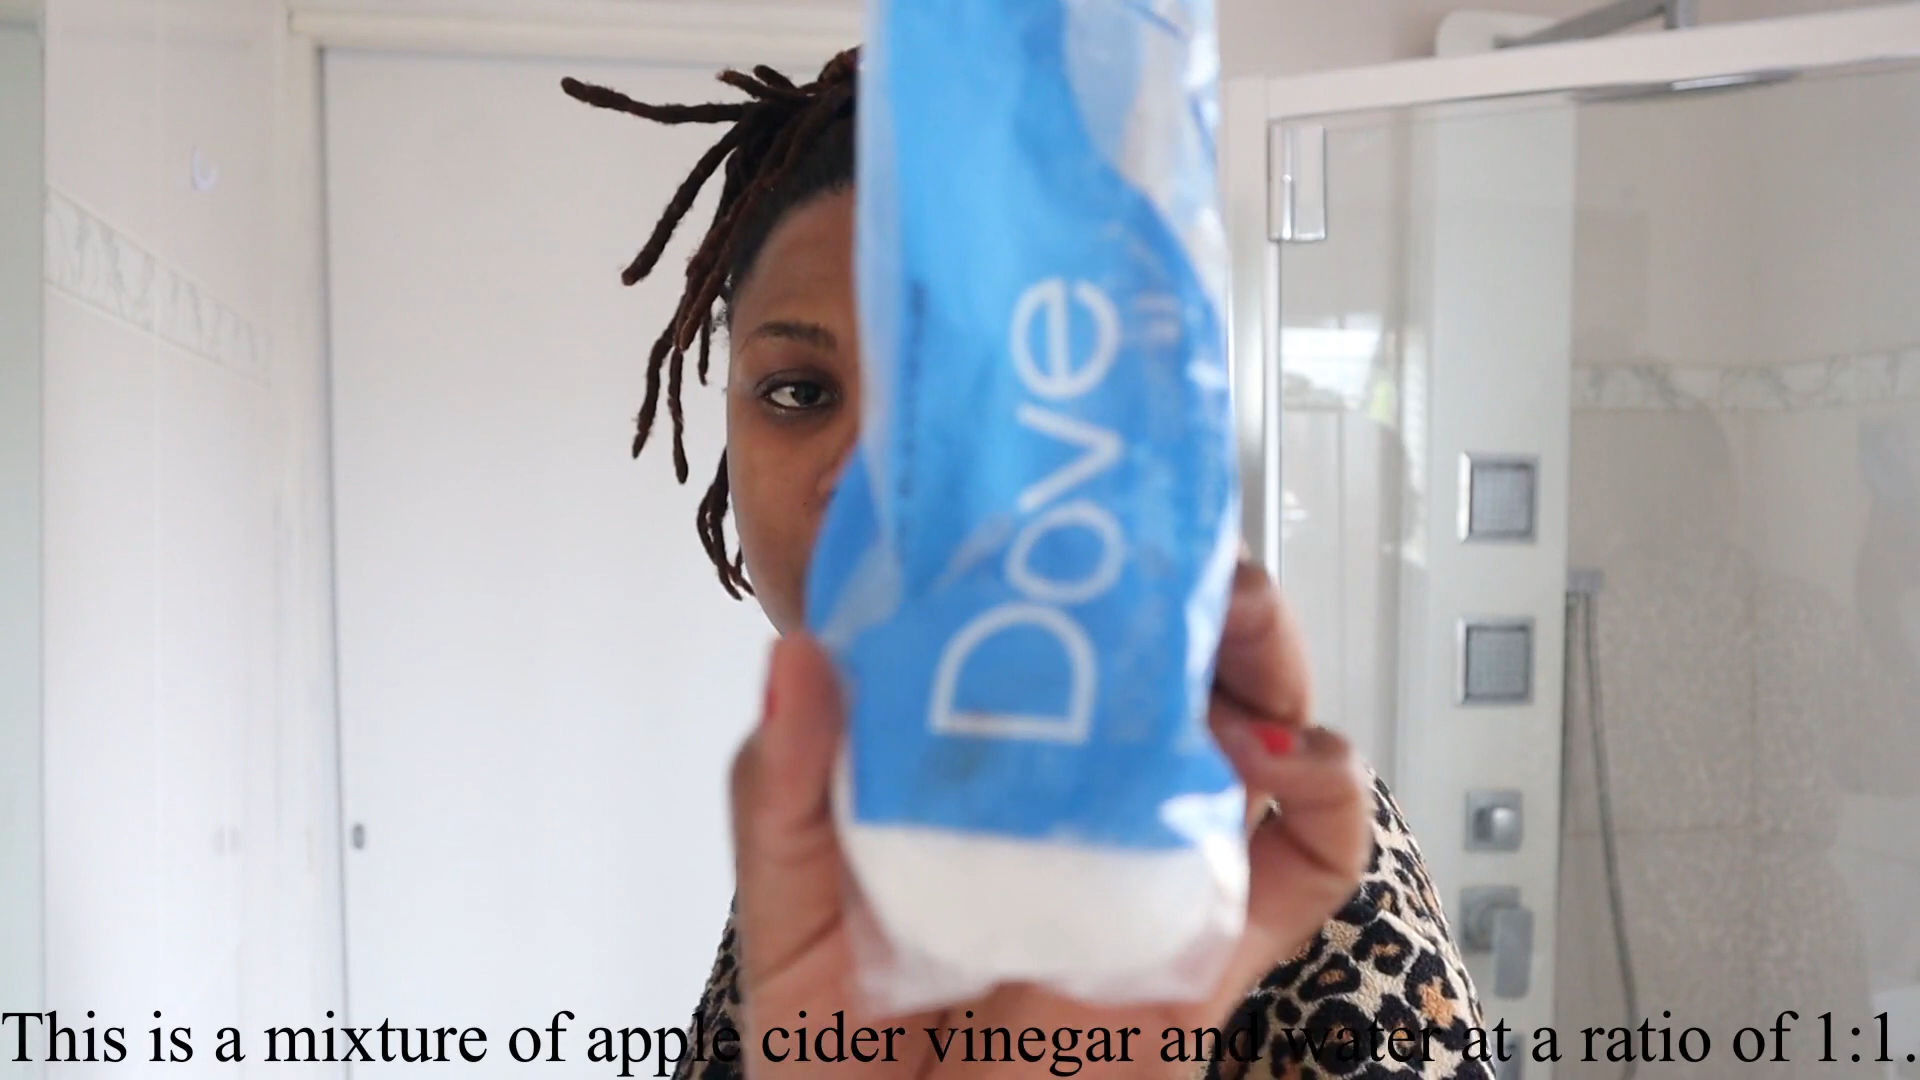 Dove
This is a mixture of apple cider vinegar and water at a ratio of 1:1.